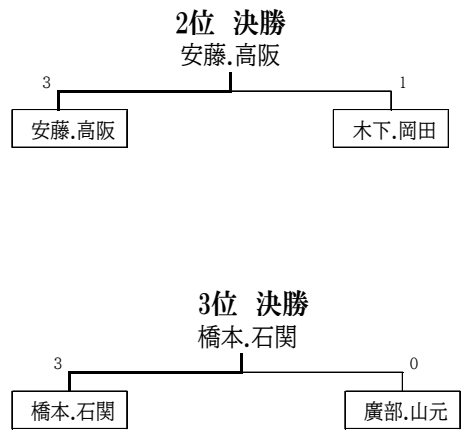 2位 決勝
安藤.高阪
3 1
安藤.高阪 木下.岡田
3位 決勝
橋本.石関
3 0
橋本.石関 廣部.山元